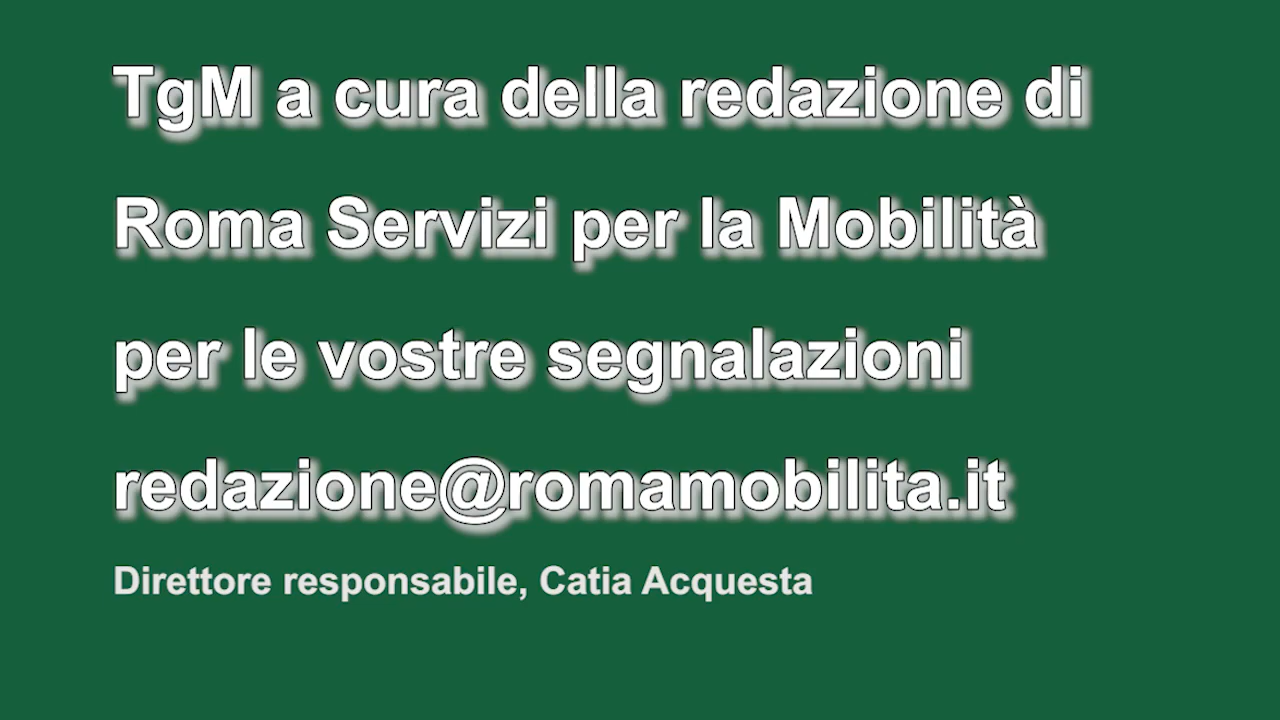 TgM a cura della redazione di
Roma Servizi per la Mobilità
per le vostre segnalazioni
redazione@romamobilita.it
Direttore responsabile, Catia Acquesta